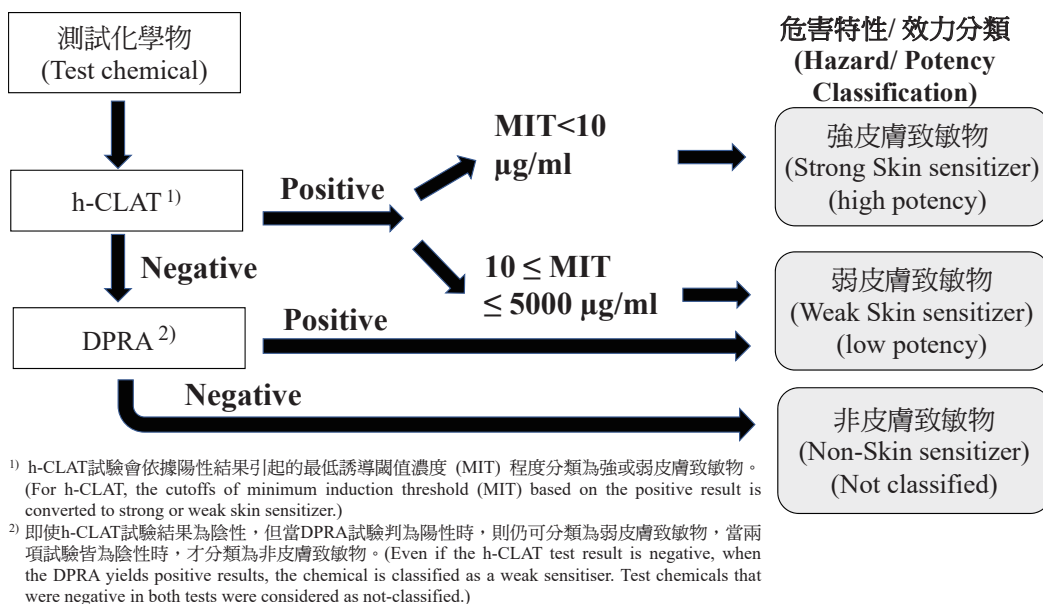 測試化學物
(Test chemical)
危害特性/ 效力分類
(Hazard/ Potency
Classification)
MIT<10
μg/ml
強皮膚致敏物
(Strong Skin sensitizer)
(high potency)
h-CLAT 1)
Positive
Negative
10 ≤ MIT
≤ 5000 μg/ml
弱皮膚致敏物
(Weak Skin sensitizer)
(low potency)
DPRA 2)
Positive
Negative
非皮膚致敏物
(Non-Skin sensitizer)
(Not classified)
1) h-CLAT試驗會依據陽性結果引起的最低誘導閾值濃度 (MIT) 程度分類為強或弱皮膚致敏物。
(For h-CLAT, the cutoffs of minimum induction threshold (MIT) based on the positive result is
converted to strong or weak skin sensitizer.)
2) 即使h-CLAT試驗結果為陰性，但當DPRA試驗判為陽性時，則仍可分類為弱皮膚致敏物，當兩
項試驗皆為陰性時，才分類為非皮膚致敏物。(Even if the h-CLAT test result is negative, when
the DPRA yields positive results, the chemical is classified as a weak sensitiser. Test chemicals that
were negative in both tests were considered as not-classified.)